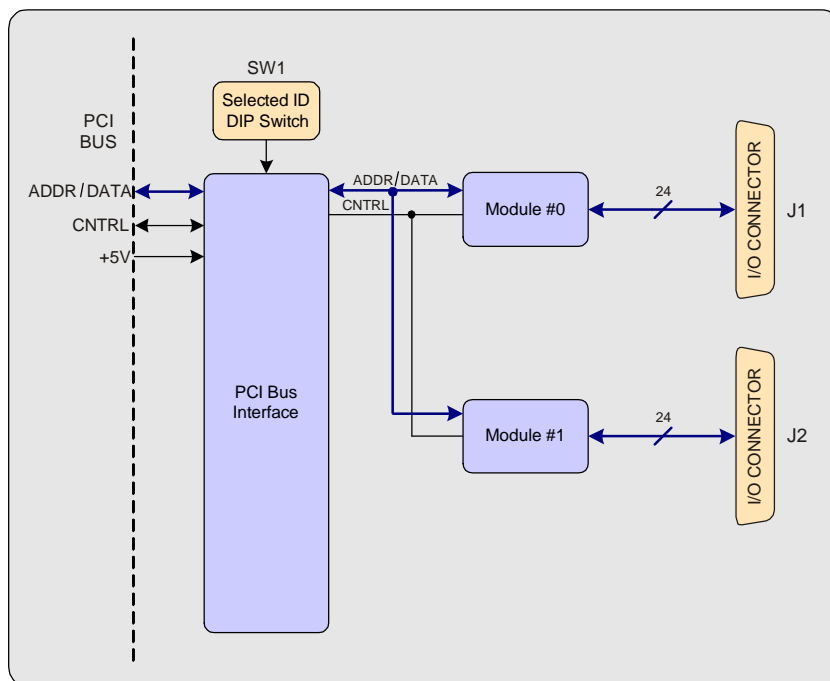 SW1
Selected ID
DIP Switch
PCI
BUS
ADDR/DATA
CNTRL
+5V
PCI Bus
Interface
ADDR/DATA
CNTRL
Module #0
24
I/O CONNECTOR
J1
Module #1
24
I/O CONNECTOR
J2